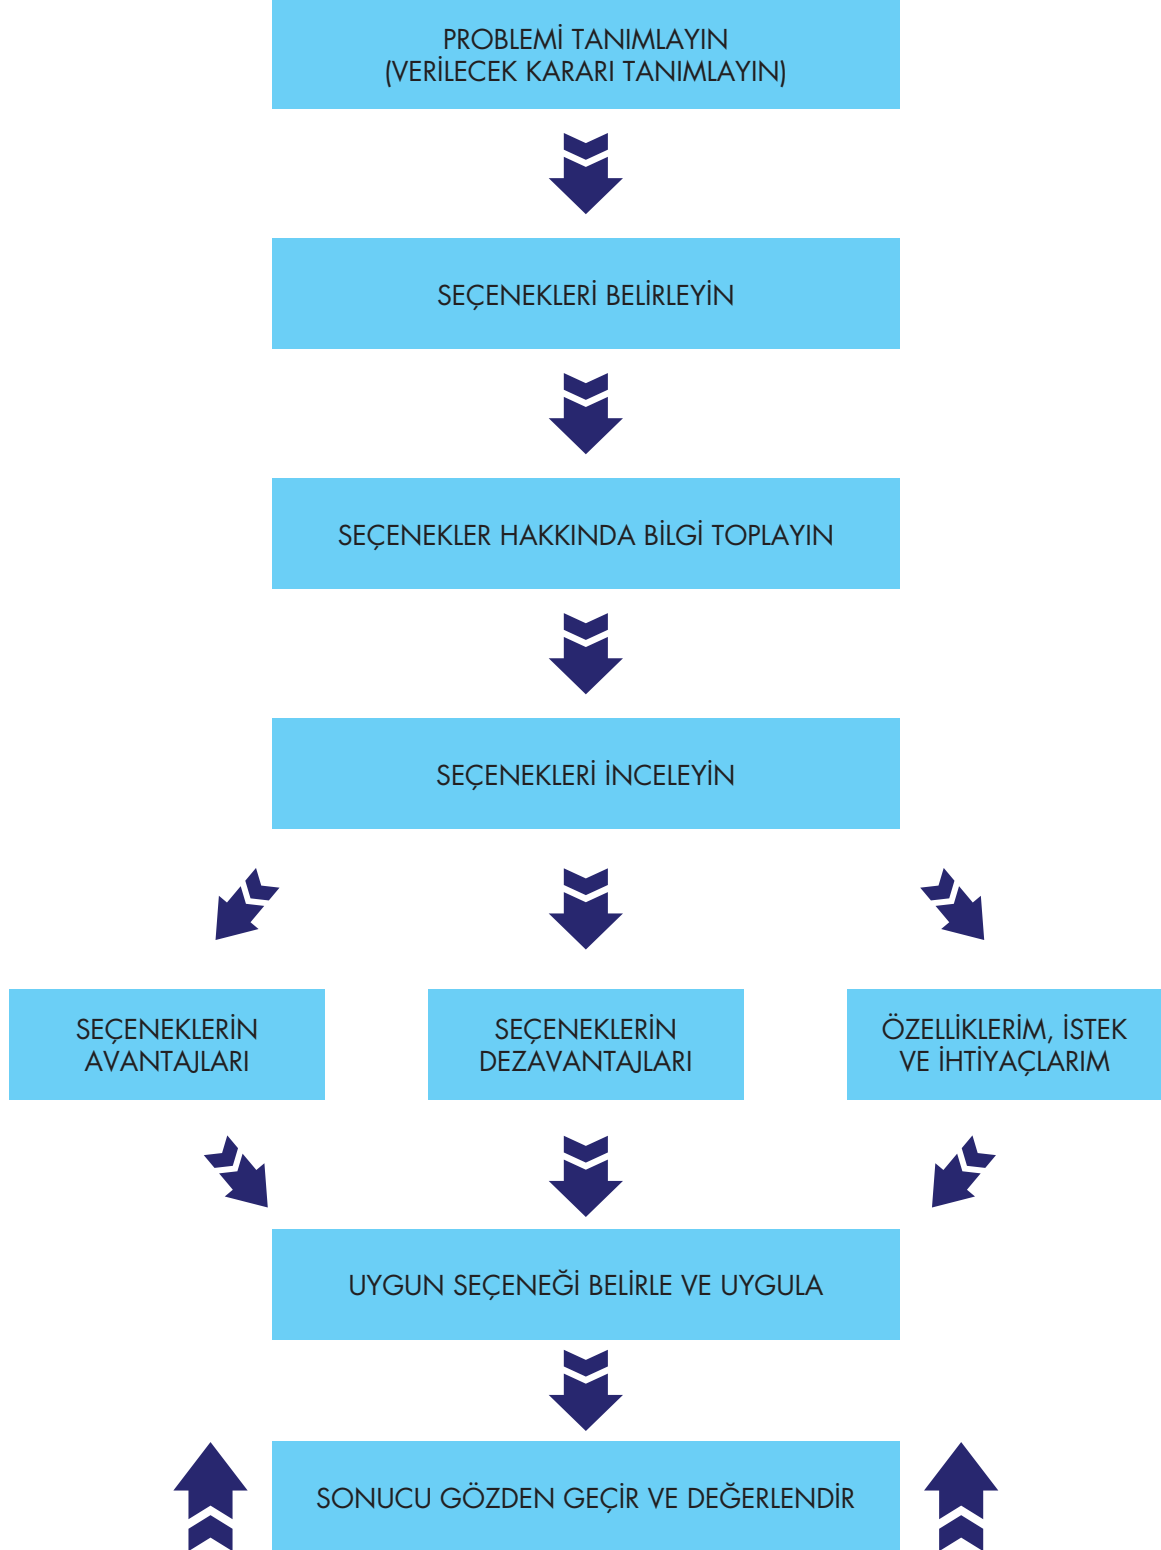 PROBLEMİ TANIMLAYIN
(VERİLECEK KARARI TANIMLAYIN)
SEÇENEKLERİ BELİRLEYİN
SEÇENEKLER HAKKINDA BİLGİ TOPLAYIN
SEÇENEKLERİ İNCELEYİN
SEÇENEKLERİN
AVANTAJLARI
SEÇENEKLERİN
DEZAVANTAJLARI
ÖZELLİKLERİM, İSTEK
VE İHTİYAÇLARIM
UYGUN SEÇENEĞİ BELİRLE VE UYGULA
SONUCU GÖZDEN GEÇİR VE DEĞERLENDİR